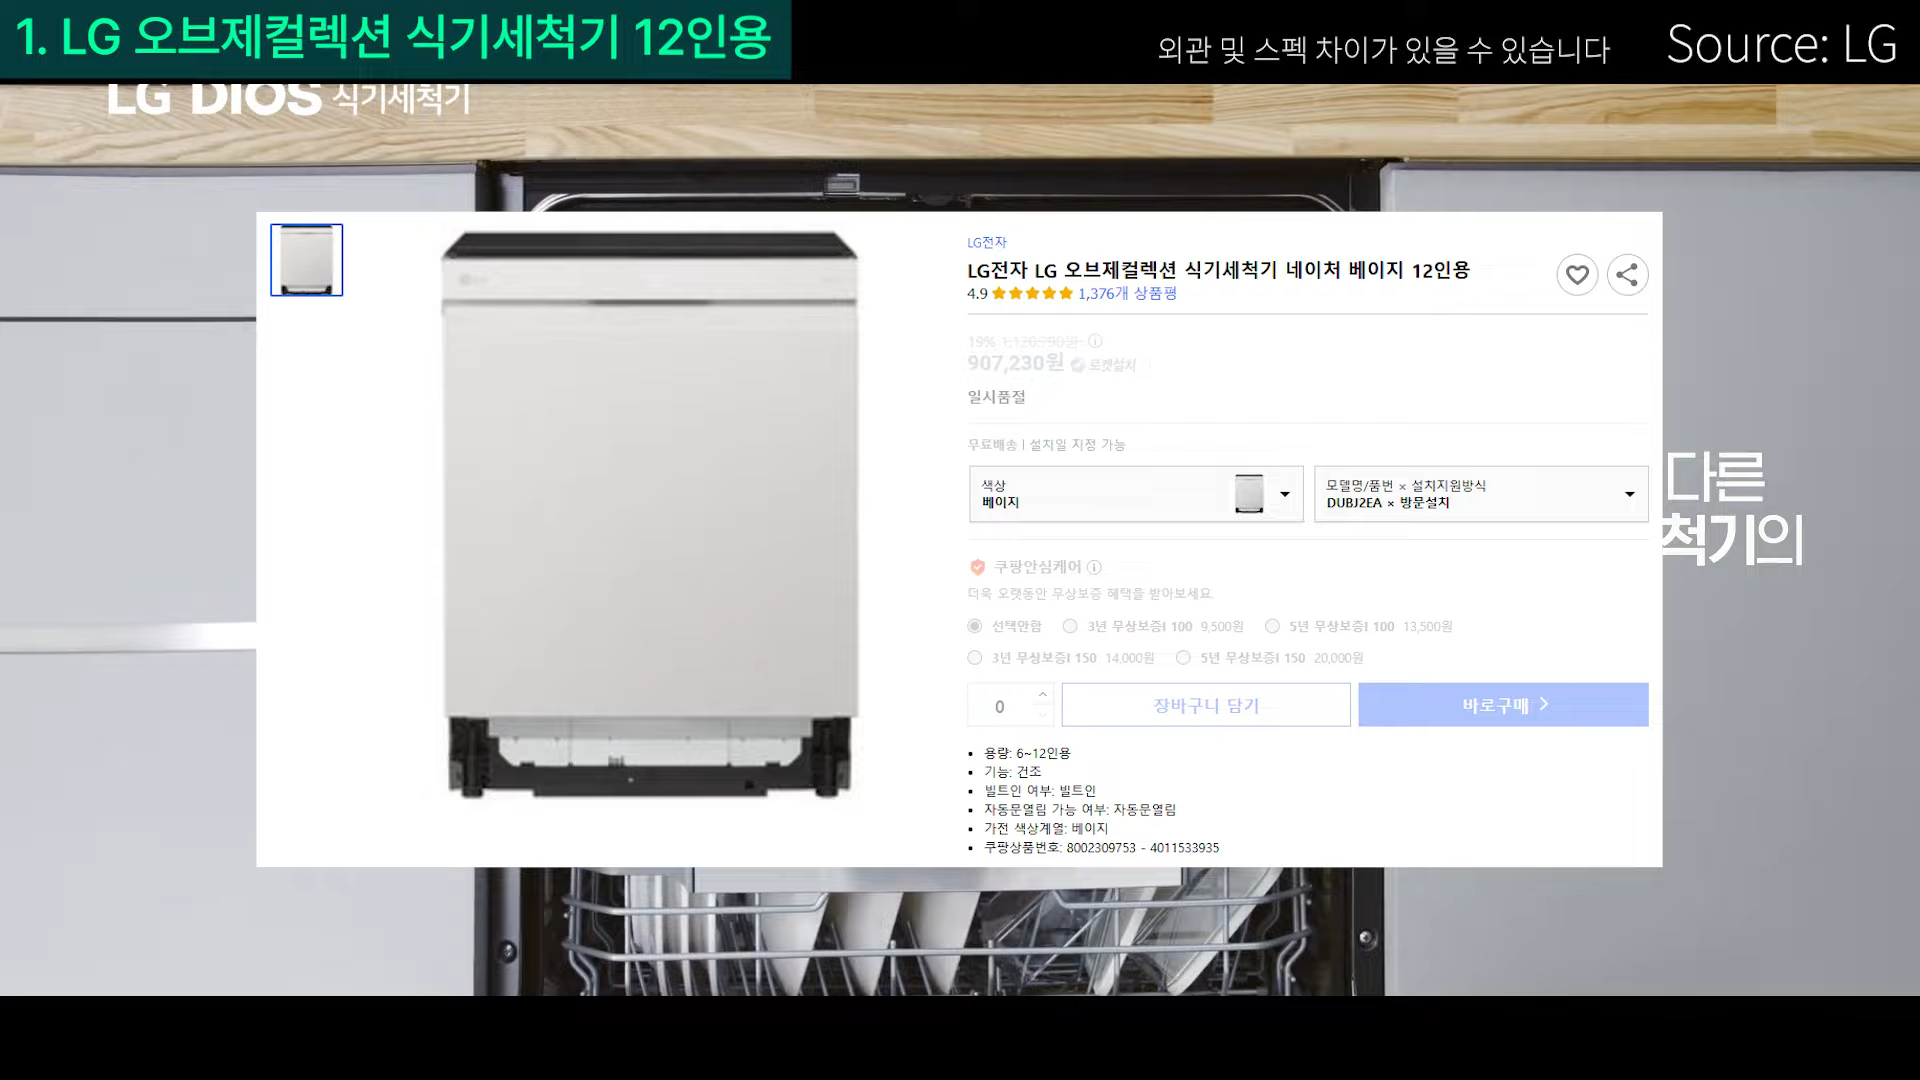 1. LG 오브제컬렉션 식기세척기 12인용
외관 및 스펙 차이가 있을 수 있습니다
Source: LG
LG DIOS 식기세척기
LG전자
LG전자 LG 오브제컬렉션 식기세척기 네이처 베이지 12인용
4.9 1,376개 상품평
19% 1,120,790원
907,230원 로켓설치
일시품절
무료배송 | 설치일 지정 가능
색상
베이지
모델명/품번 × 설치지원방식
DUBJ2EA × 방문설치
다른
척기의
쿠팡안심케어
더욱 오랫동안 무상보증 혜택을 받아보세요.
선택안함 3년 무상보증I 100 9,500원 5년 무상보증I 100 13,500원
3년 무상보증I 150 14,000원 5년 무상보증I 150 20,000원
0
장바구니 담기
바로구매
• 용량: 6~12인용
• 기능: 건조
• 빌트인 여부: 빌트인
• 자동문열림 가능 여부: 자동문열림
• 가전 색상계열: 베이지
• 쿠팡상품번호: 8002309753 - 4011533935